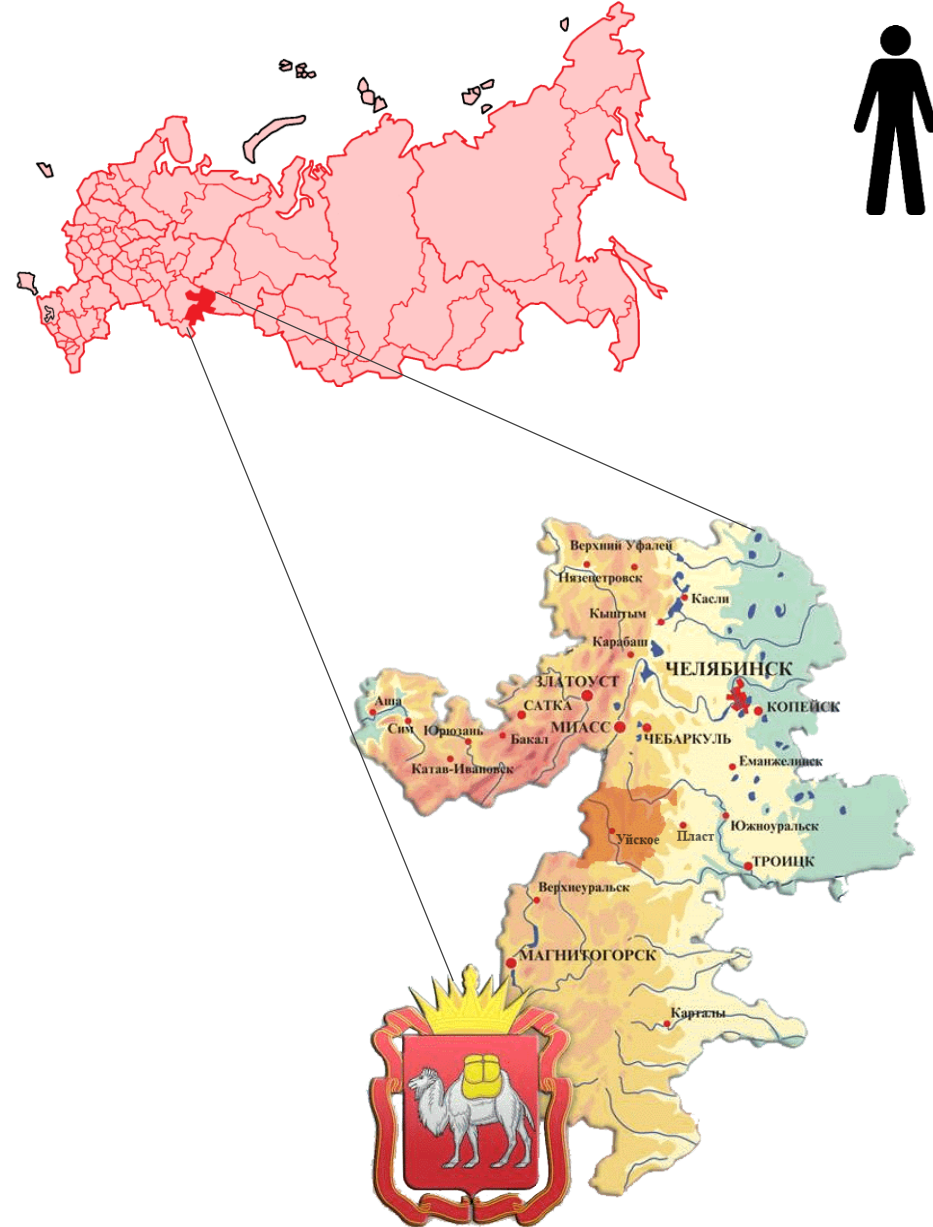 Верхний Уфалей
Нязепетровск
Касли
Кыштым
Карабаш
ЧЕЛЯБИНСК
ЗЛАТОУСТ
Аша
САТКА
КОПЕЙСК
Сим
Юрюзань
Бакал
МИАСС
ЧЕБАРКУЛЬ
Катав-Ивановск
Еманжелинск
Южноуральск
Уйское
Пласт
ТРОИЦК
Верхнеуральск
МАГНИТОГОРСК
Карталы